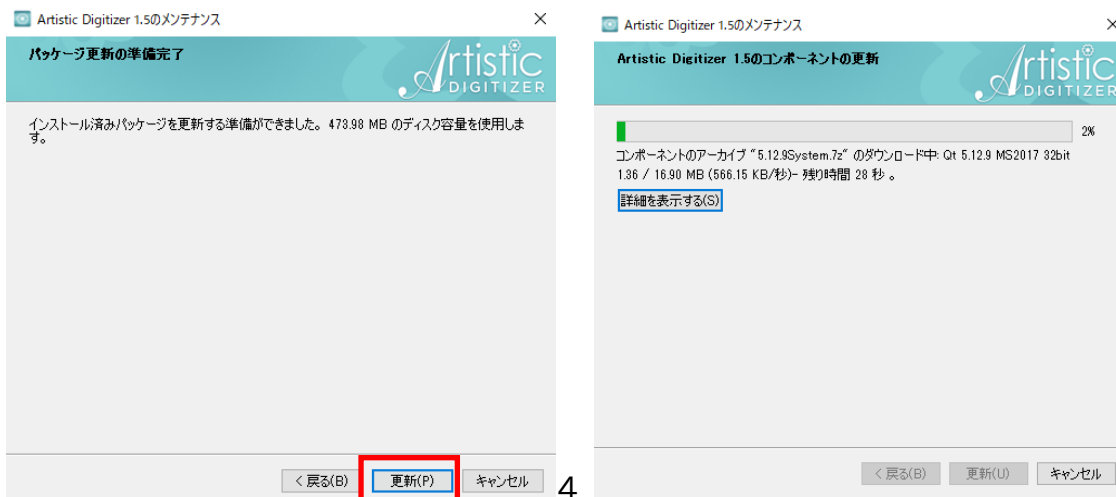 Artistic Digitizer 1.5のメンテナンス
パッケージ更新の準備完了
Artistic
DIGITIZER
インストール済みパッケージを更新する準備ができました。473.98 MB のディスク容量を使用しま
す。
< 戻る(B) 更新(P) キャンセル
4
Artistic Digitizer 1.5のメンテナンス
Artistic Digitizer 1.5のコンポーネントの更新
Artistic
DIGITIZER
2%
コンポーネントのアーカイブ "5.12.9System.7z" のダウンロード中: Qt 5.12.9 MS2017 32bit
1.36 / 16.90 MB (566.15 KB/秒)- 残り時間 28 秒 。
詳細を表示する(S)
< 戻る(B) 更新(U) キャンセル